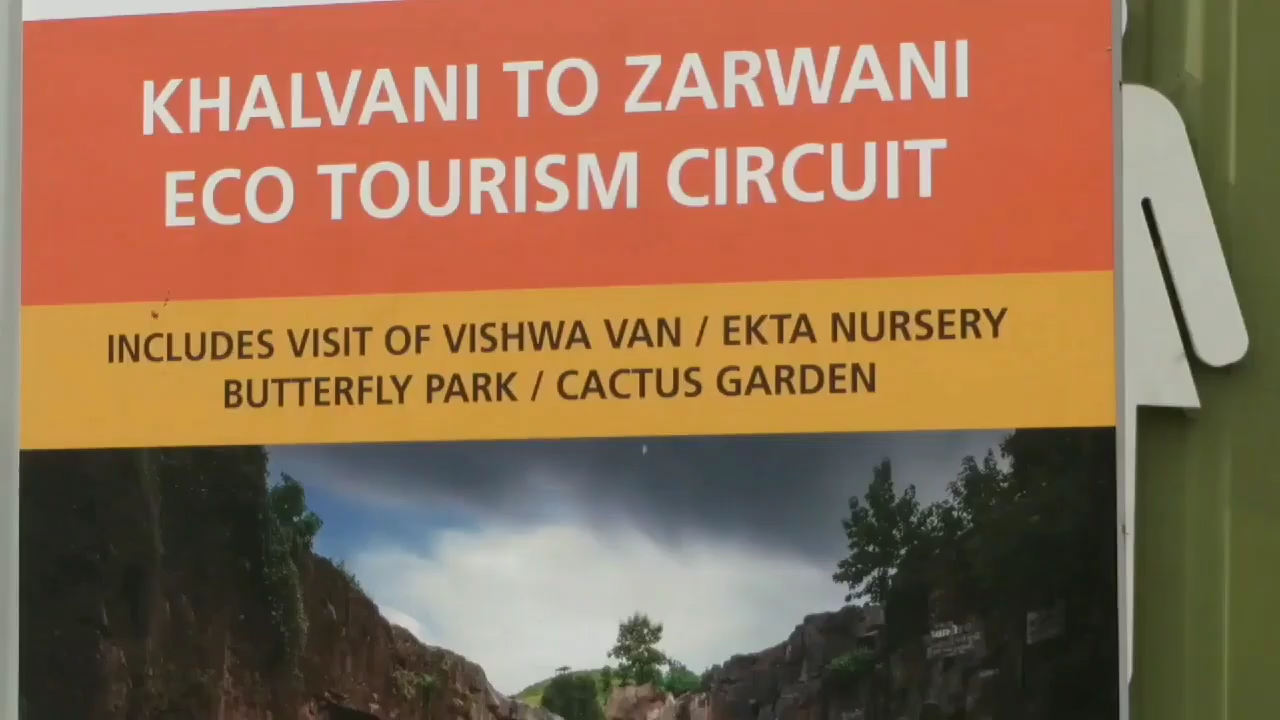 KHALVANI TO ZARWANI
ECO TOURISM CIRCUIT
INCLUDES VISIT OF VISHWA VAN / EKTA NURSERY
BUTTERFLY PARK / CACTUS GARDEN